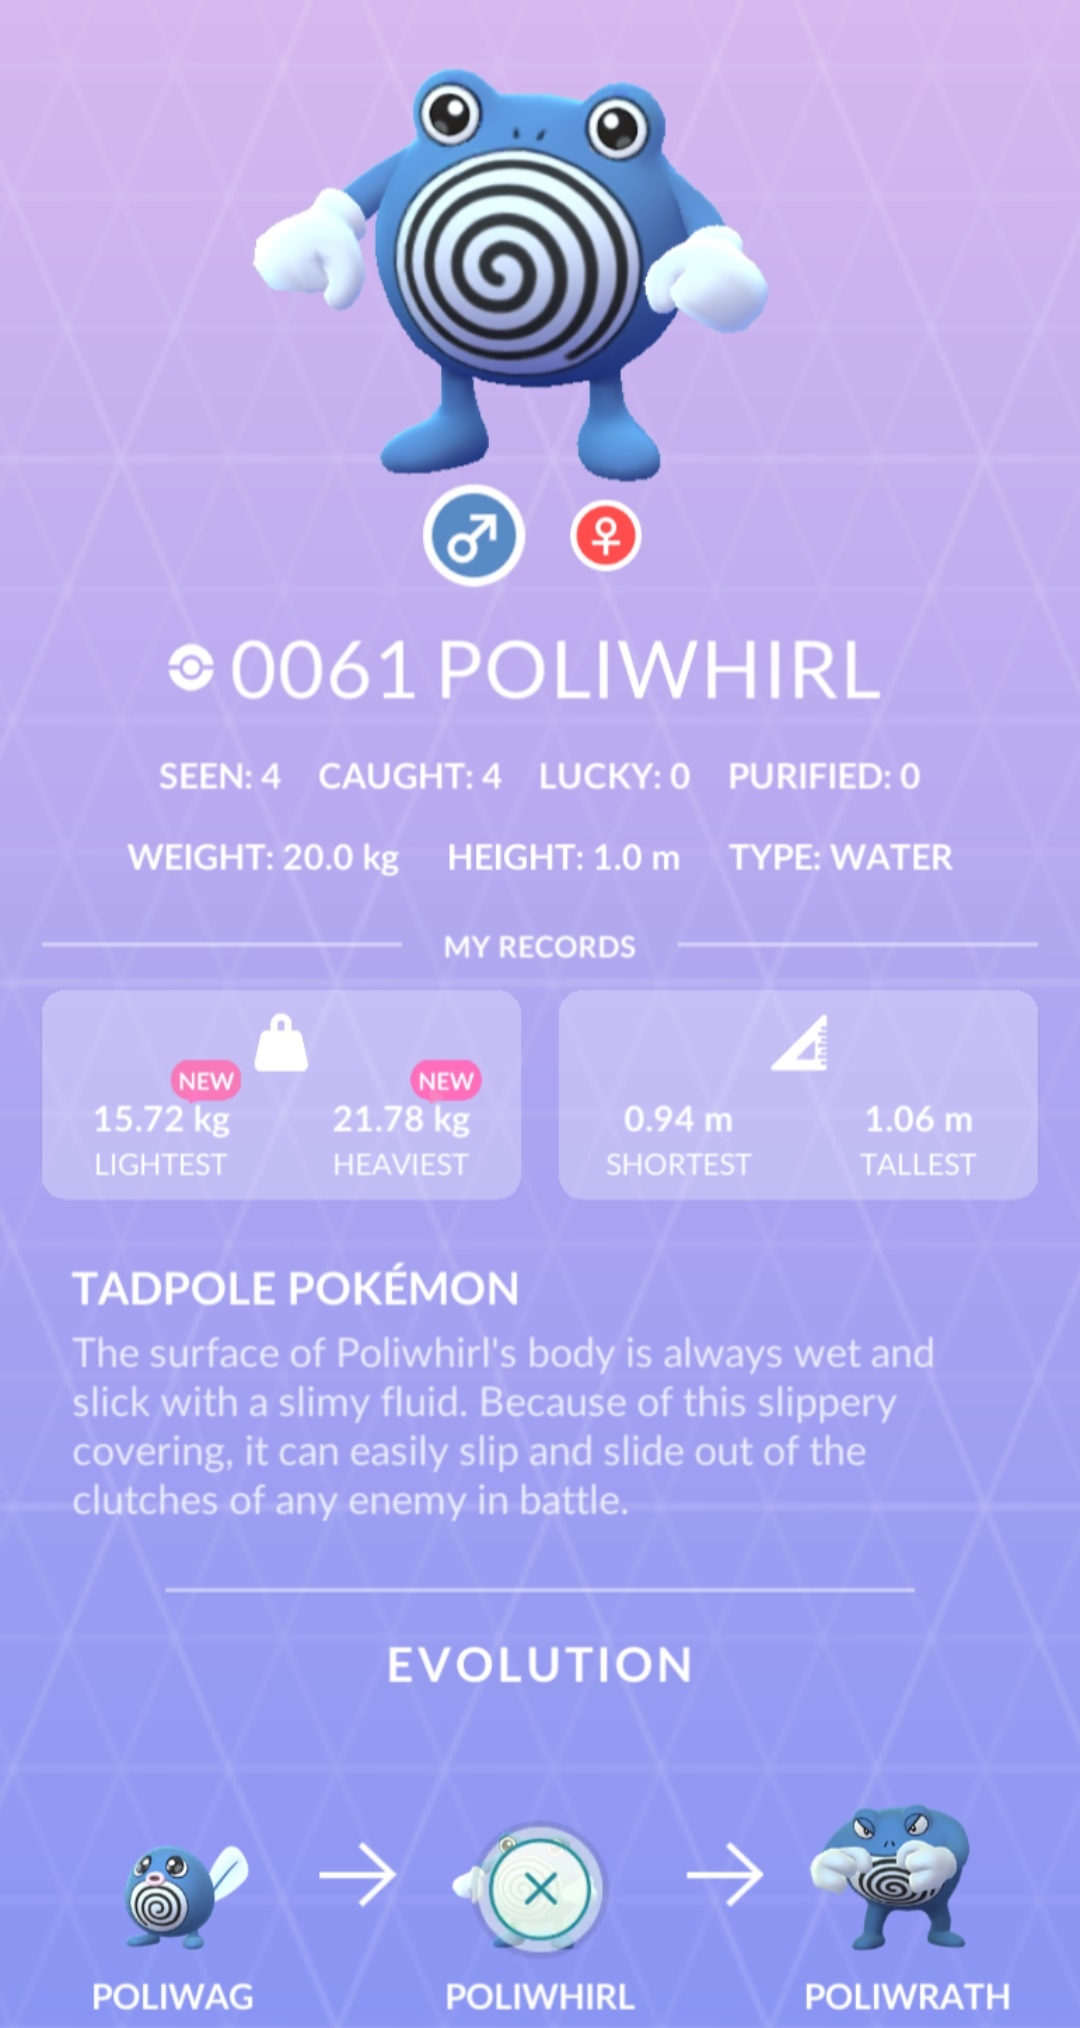 0061 POLIWHIRL
SEEN: 4 CAUGHT: 4 LUCKY: 0 PURIFIED: 0
WEIGHT: 20.0 kg HEIGHT: 1.0 m TYPE: WATER
MY RECORDS
NEW NEW
15.72 kg 21.78 kg 0.94 m 1.06 m
LIGHTEST HEAVIEST SHORTEST TALLEST
TADPOLE POKÉMON
The surface of Poliwhirl's body is always wet and
slick with a slimy fluid. Because of this slippery
covering, it can easily slip and slide out of the
clutches of any enemy in battle.
EVOLUTION
POLIWAG POLIWHIRL POLIWRATH